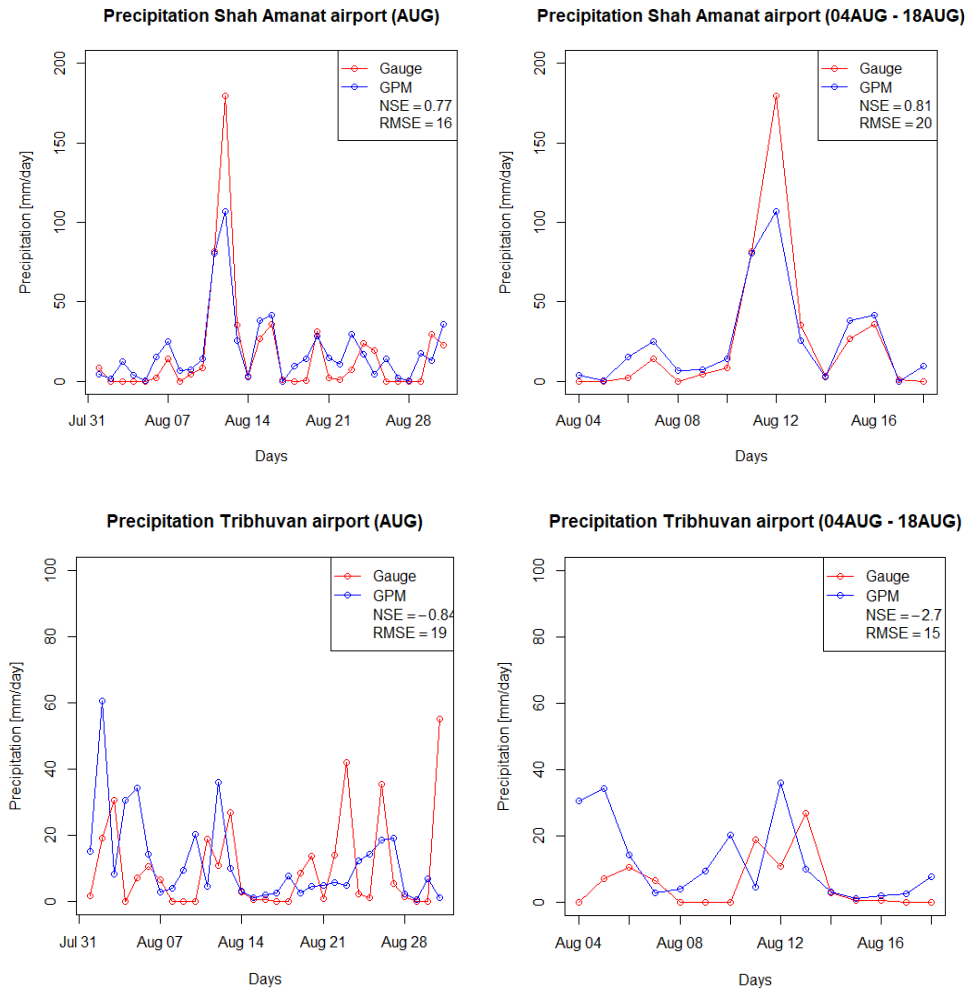 Precipitation Shah Amanat airport (AUG)
Precipitation [mm/day]
200
150
100
50
0
Gauge
GPM
NSE = 0.77
RMSE = 16
Jul 31 Aug 07 Aug 14 Aug 21 Aug 28
Days
Precipitation Shah Amanat airport (04AUG - 18AUG)
Precipitation [mm/day]
200
150
100
50
0
Gauge
GPM
NSE = 0.81
RMSE = 20
Aug 04 Aug 08 Aug 12 Aug 16
Days
Precipitation Tribhuvan airport (AUG)
Precipitation [mm/day]
100
80
60
40
20
0
Gauge
GPM
NSE = −0.84
RMSE = 19
Jul 31 Aug 07 Aug 14 Aug 21 Aug 28
Days
Precipitation Tribhuvan airport (04AUG - 18AUG)
Precipitation [mm/day]
100
80
60
40
20
0
Gauge
GPM
NSE = −2.7
RMSE = 15
Aug 04 Aug 08 Aug 12 Aug 16
Days